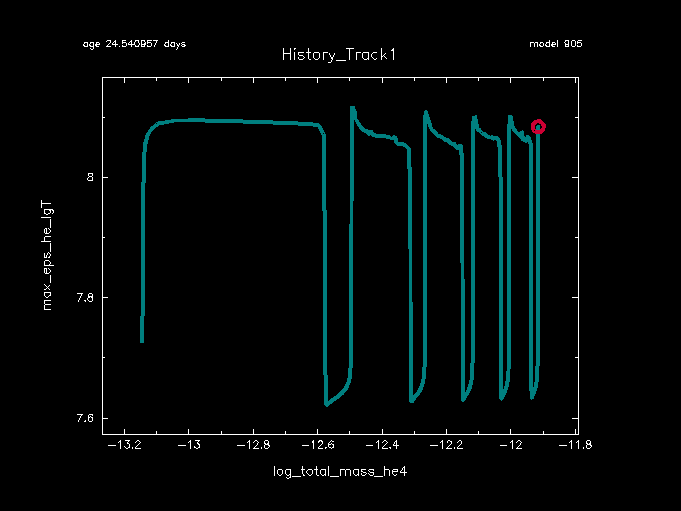 age 24.540957 days
model 905
History_Track1
max_eps_he_lgT
8
7.8
7.6
-13.2
-13
-12.8
-12.6
-12.4
-12.2
-12
-11.8
log_total_mass_he4